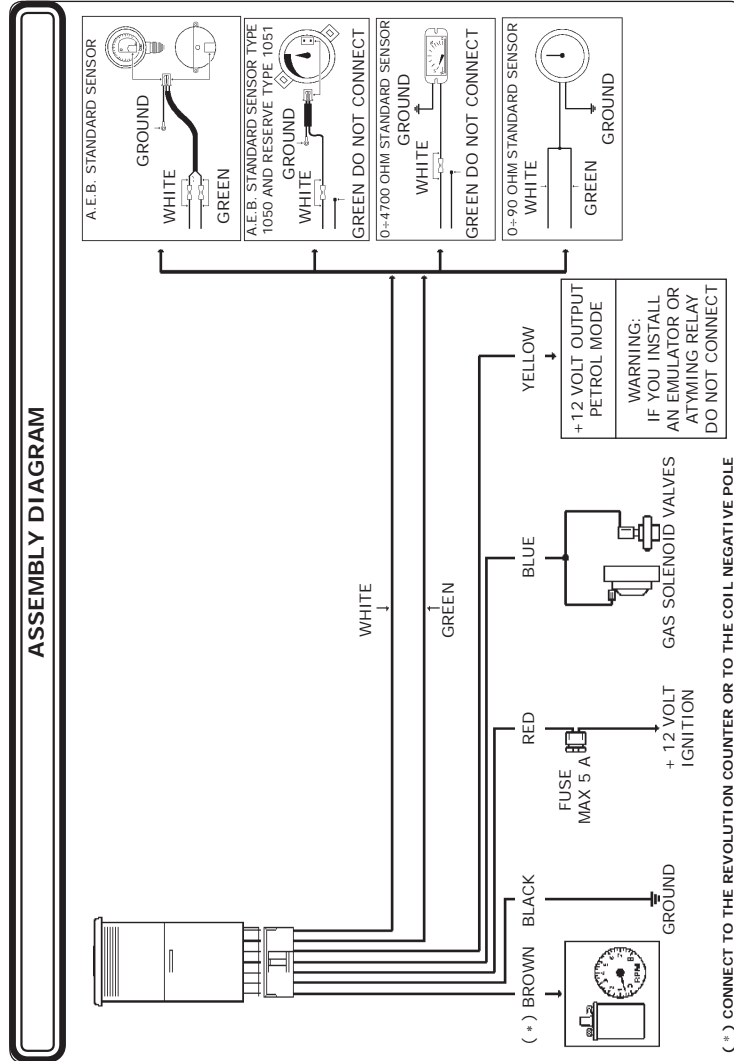 ASSEMBLY DIAGRAM
A.E.B. STANDARD SENSOR
GROUND
WHITE
GREEN
A.E.B. STANDARD SENSOR TYPE
1050 AND RESERVE TYPE 1051
GROUND
WHITE
GREEN DO NOT CONNECT
0÷4700 OHM STANDARD SENSOR
GROUND
WHITE
GREEN DO NOT CONNECT
0÷90 OHM STANDARD SENSOR
WHITE
GREEN
GROUND
WHITE
GREEN
(*) BROWN
BLACK
RED
BLUE
YELLOW
RPM
GROUND
FUSE
MAX 5 A
+ 12 VOLT
IGNITION
GAS SOLENOID VALVES
+12 VOLT OUTPUT
PETROL MODE
WARNING:
IF YOU INSTALL
AN EMULATOR OR
ATYMING RELAY
DO NOT CONNECT
(*) CONNECT TO THE REVOLUTION COUNTER OR TO THE COIL NEGATIVE POLE